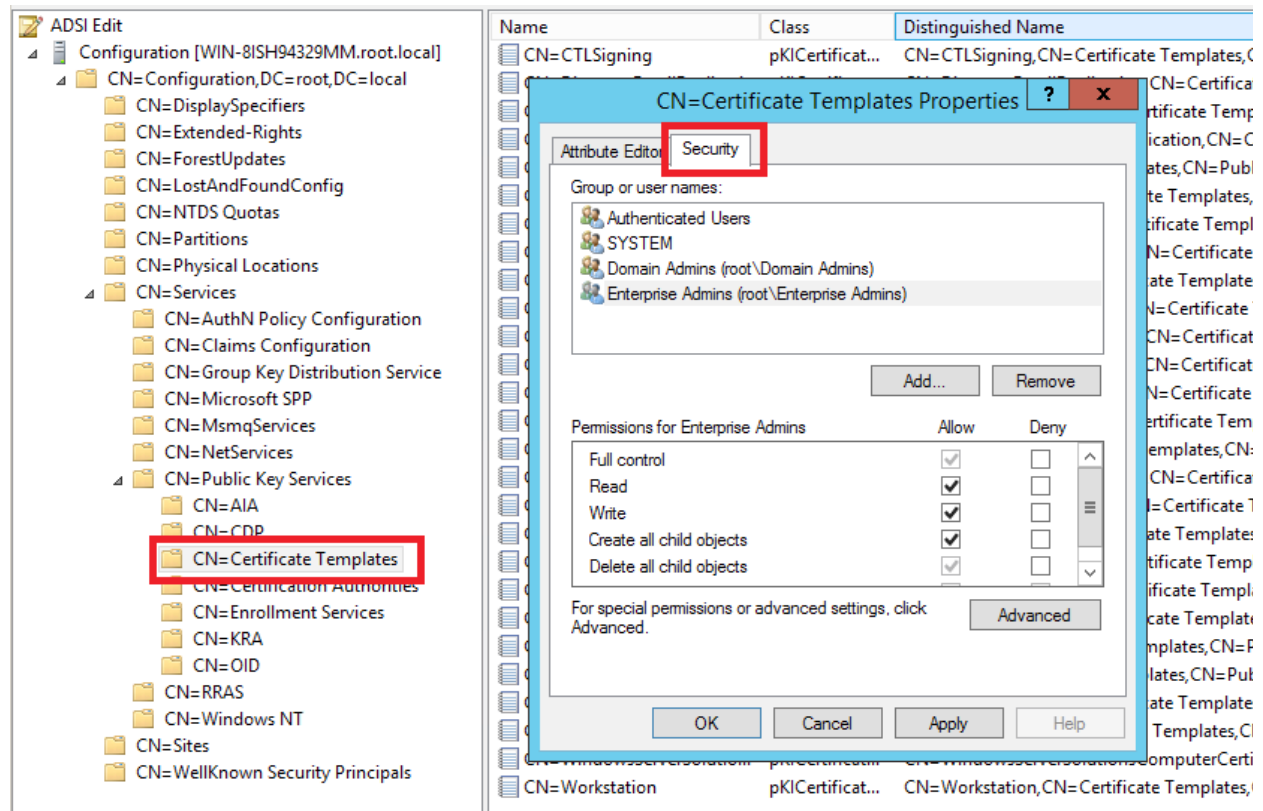 ADSI Edit
Configuration [WIN-8ISH94329MM.root.local]
CN=Configuration,DC=root,DC=local
CN=DisplaySpecifiers
CN=Extended-Rights
CN=ForestUpdates
CN=LostAndFoundConfig
CN=NTDS Quotas
CN=Partitions
CN=Physical Locations
CN=Services
CN=AuthN Policy Configuration
CN=Claims Configuration
CN=Group Key Distribution Service
CN=Microsoft SPP
CN=MsmqServices
CN=NetServices
CN=Public Key Services
CN=AIA
CN=CDP
CN=Certificate Templates
CN=Certification Authorities
CN=Enrollment Services
CN=KRA
CN=OID
CN=RRAS
CN=Windows NT
CN=Sites
CN=WellKnown Security Principals
Name Class Distinguished Name
CN=CTLSigning pKICertificat... CN=CTLSigning,CN=Certificate Templates,
CN=Certificate Templates Properties ? x
Attribute Editor Security
Group or user names:
Authenticated Users
SYSTEM
Domain Admins (root\Domain Admins)
Enterprise Admins (root\Enterprise Admins)
Add... Remove
Permissions for Enterprise Admins Allow Deny
Full control
Read
Write
Create all child objects
Delete all child objects
For special permissions or advanced settings, click
Advanced.
Advanced
OK Cancel Apply Help
CN=Workstation pKICertificat... CN=Workstation,CN=Certificate Templates,